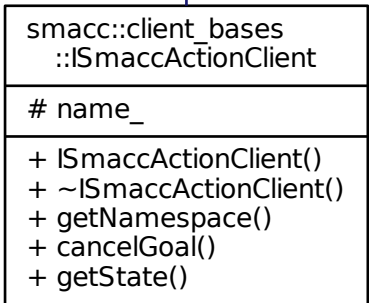 smacc::client_bases
::ISmaccActionClient
# name_
+ ISmaccActionClient()
+ ~ISmaccActionClient()
+ getNamespace()
+ cancelGoal()
+ getState()